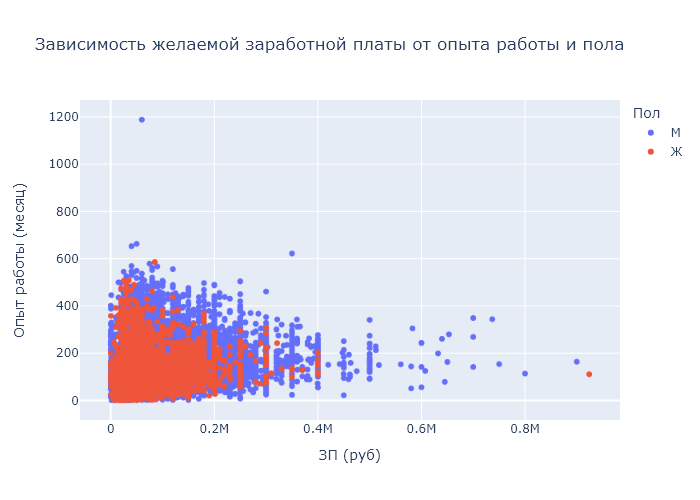 Зависимость желаемой заработной платы от опыта работы и пола
Пол
М
Ж
1200
1000
800
600
400
200
0
Опыт работы (месяц)
0
0.2M
0.4M
0.6M
0.8M
ЗП (руб)